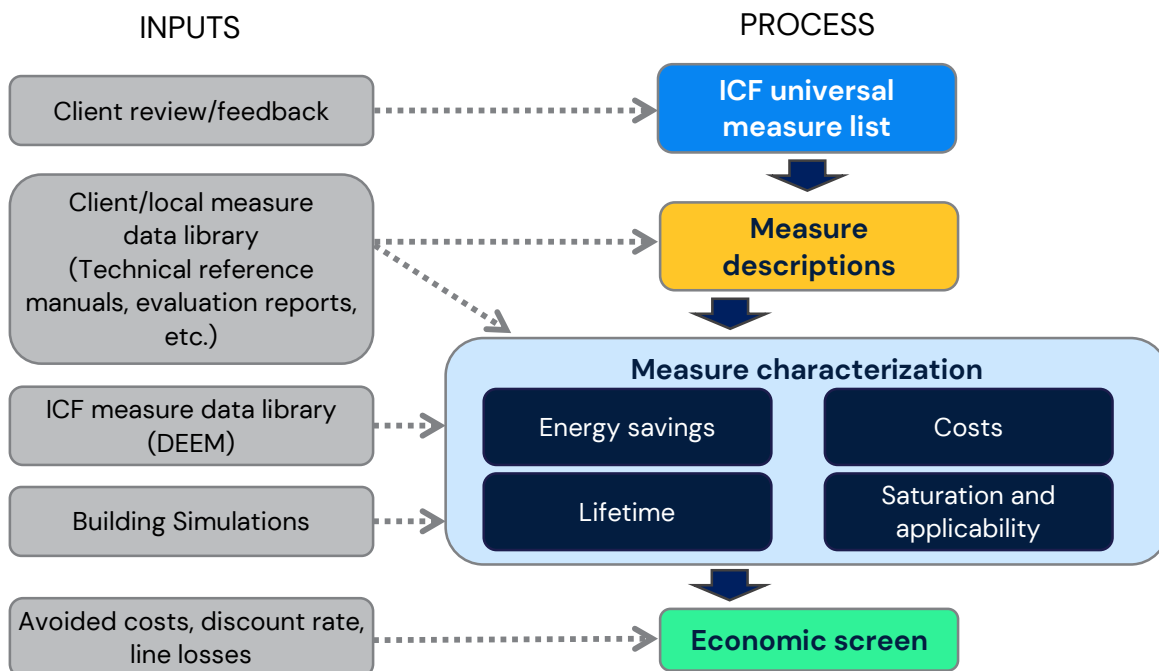 INPUTS
PROCESS
Client review/feedback
ICF universal
measure list
Client/local measure
data library
(Technical reference
manuals, evaluation reports,
etc.)
Measure
descriptions
Measure characterization
ICF measure data library
(DEEM)
Energy savings
Costs
Building Simulations
Lifetime
Saturation and
applicability
Avoided costs, discount rate,
line losses
Economic screen